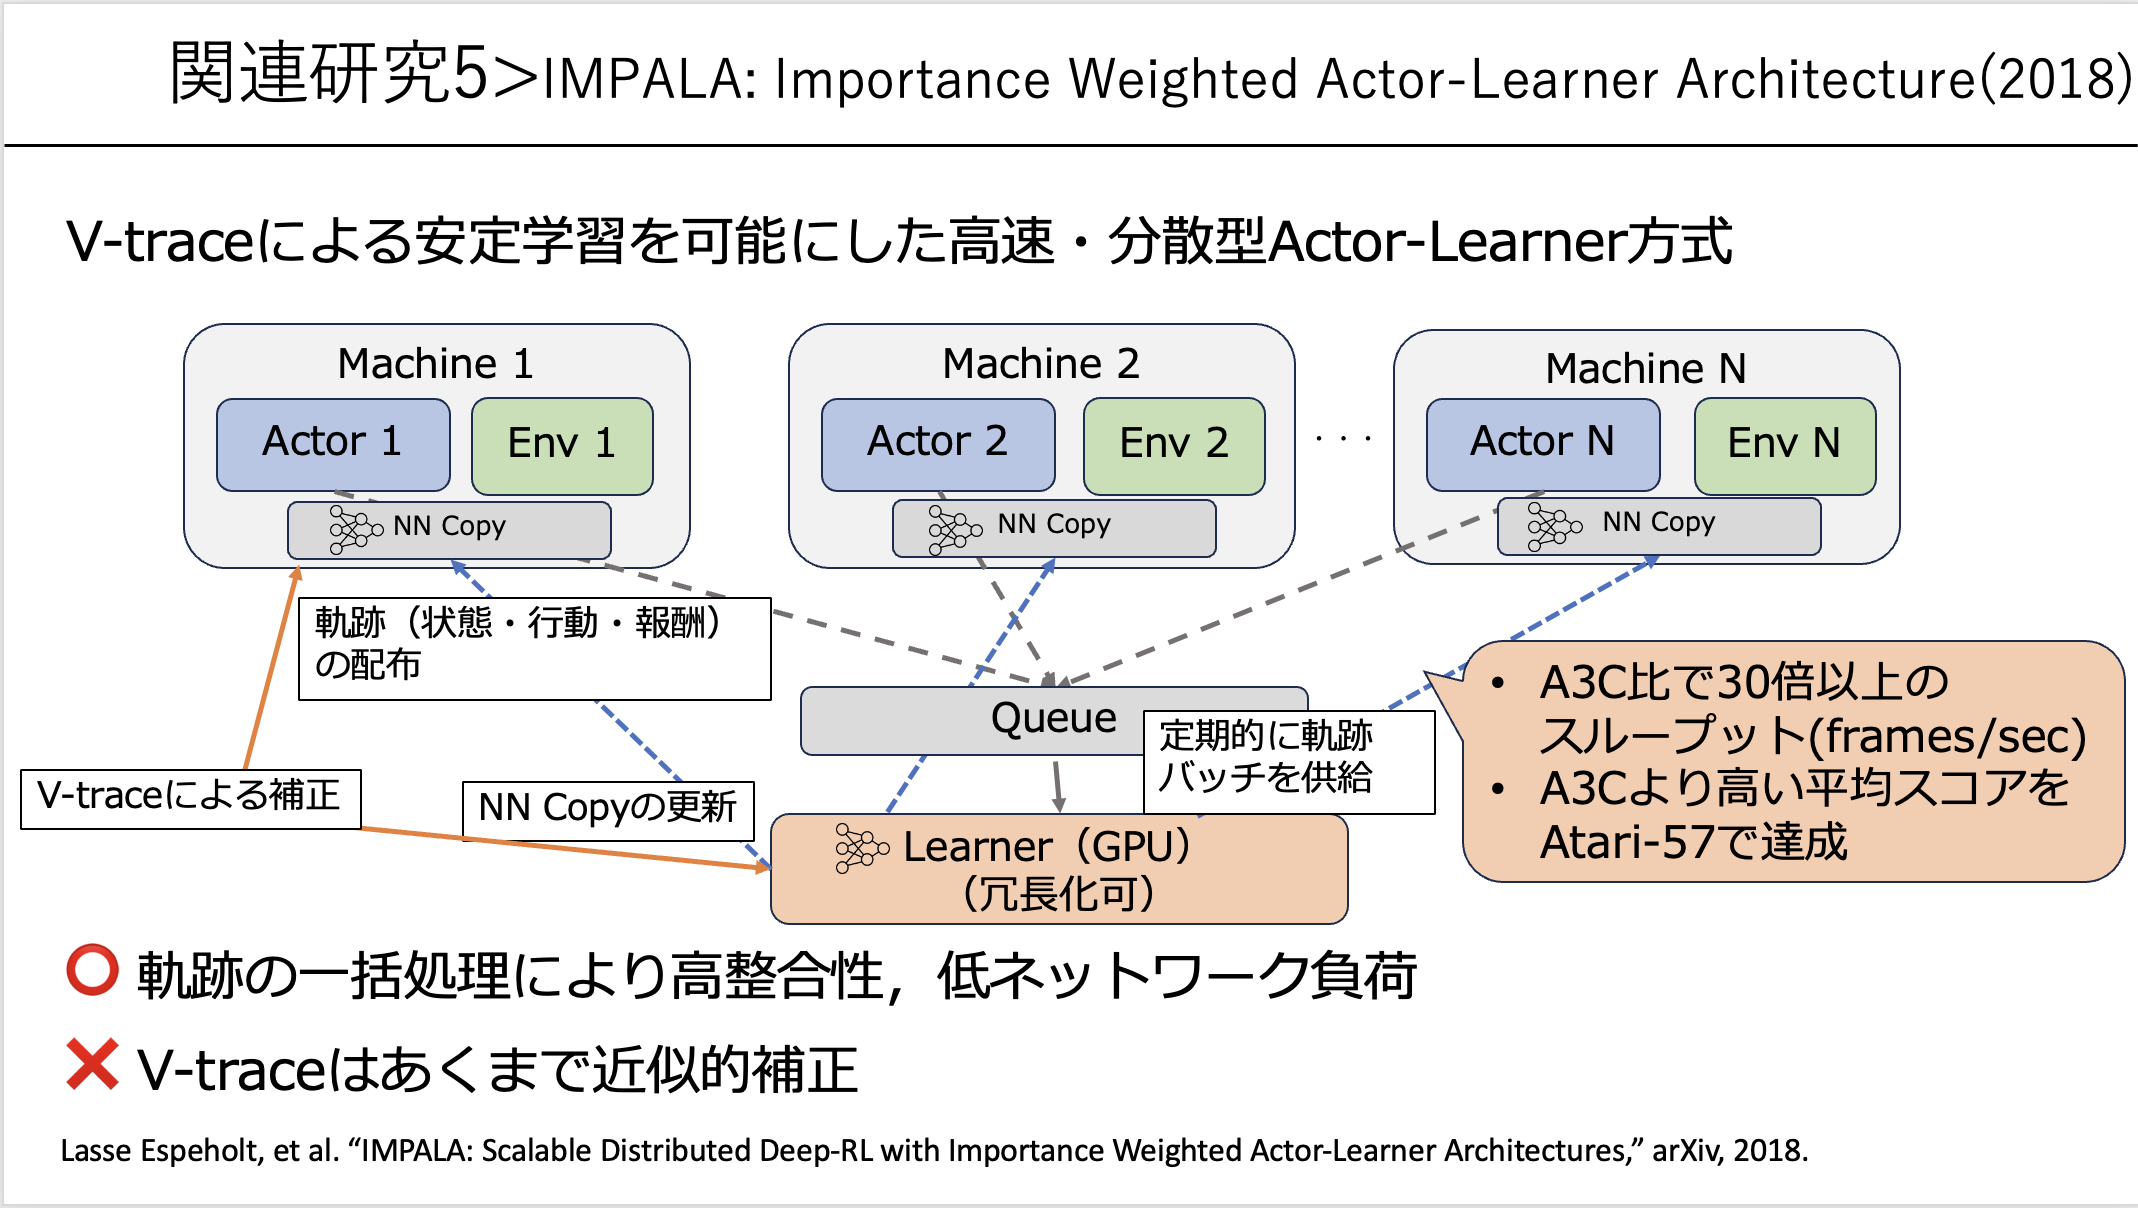 関連研究5>IMPALA: Importance Weighted Actor-Learner Architecture(2018)
V-traceによる安定学習を可能にした高速・分散型Actor-Learner方式
Machine 1
Actor 1
Env 1
NN Copy
Machine 2
Actor 2
Env 2
NN Copy
· · ·
Machine N
Actor N
Env N
NN Copy
軌跡（状態・行動・報酬）
の配布
Queue
定期的に軌跡
バッチを供給
V-traceによる補正
NN Copyの更新
Learner（GPU）
（冗長化可）
• A3C比で30倍以上の
スループット(frames/sec)
• A3Cより高い平均スコアを
Atari-57で達成
⭕ 軌跡の一括処理により高整合性，低ネットワーク負荷
❌ V-traceはあくまで近似的補正
Lasse Espeholt, et al. “IMPALA: Scalable Distributed Deep-RL with Importance Weighted Actor-Learner Architectures,” arXiv, 2018.